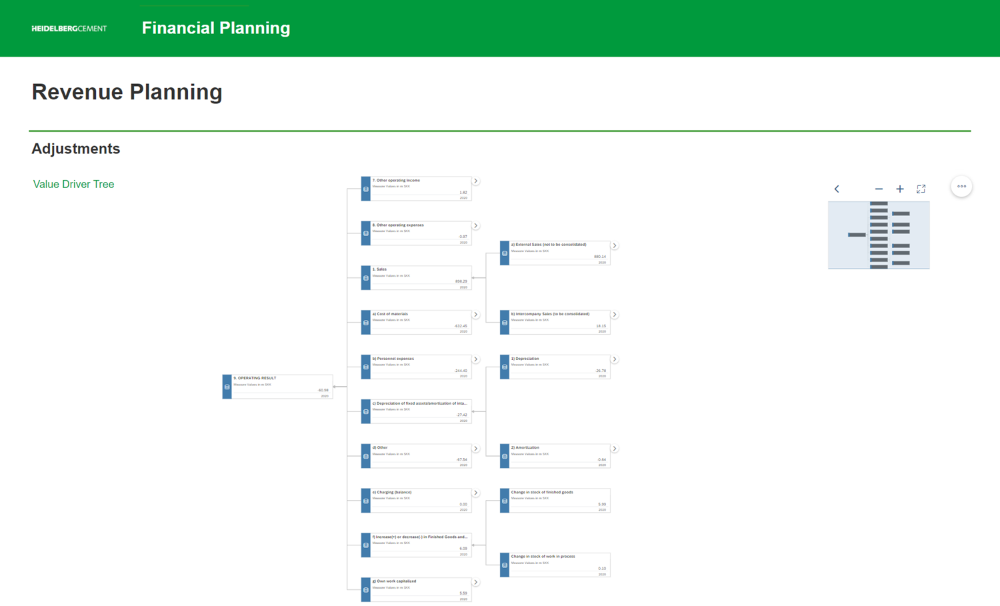 HEIDELBERGCEMENT
Financial Planning
Revenue Planning
Adjustments
Value Driver Tree
7. Other operating Income
Measure Values in m SKK
1.82
2020
8. Other operating expenses
Measure Values in m SKK
-0.97
2020
1. Sales
Measure Values in m SKK
898.29
2020
a) External Sales (not to be consolidated)
Measure Values in m SKK
880.14
2020
b) Intercompany Sales (to be consolidated)
Measure Values in m SKK
18.15
2020
a) Cost of materials
Measure Values in m SKK
-632.45
2020
b) Personnel expenses
Measure Values in m SKK
-244.40
2020
1) Depreciation
Measure Values in m SKK
-26.78
2020
9. OPERATING RESULT
Measure Values in m SKK
-60.98
2020
c) Depreciation of fixed assets/amortization of inta...
Measure Values in m SKK
-27.42
2020
d) Other
Measure Values in m SKK
-67.54
2020
2) Amortization
Measure Values in m SKK
-0.64
2020
e) Charging (balance)
Measure Values in m SKK
0.00
2020
Change in stock of finished goods
Measure Values in m SKK
5.99
2020
f) Increase(+) or decrease(-) in Finished Goods and...
Measure Values in m SKK
6.09
2020
Change in stock of work in process
Measure Values in m SKK
0.10
2020
g) Own work capitalized
Measure Values in m SKK
5.59
2020